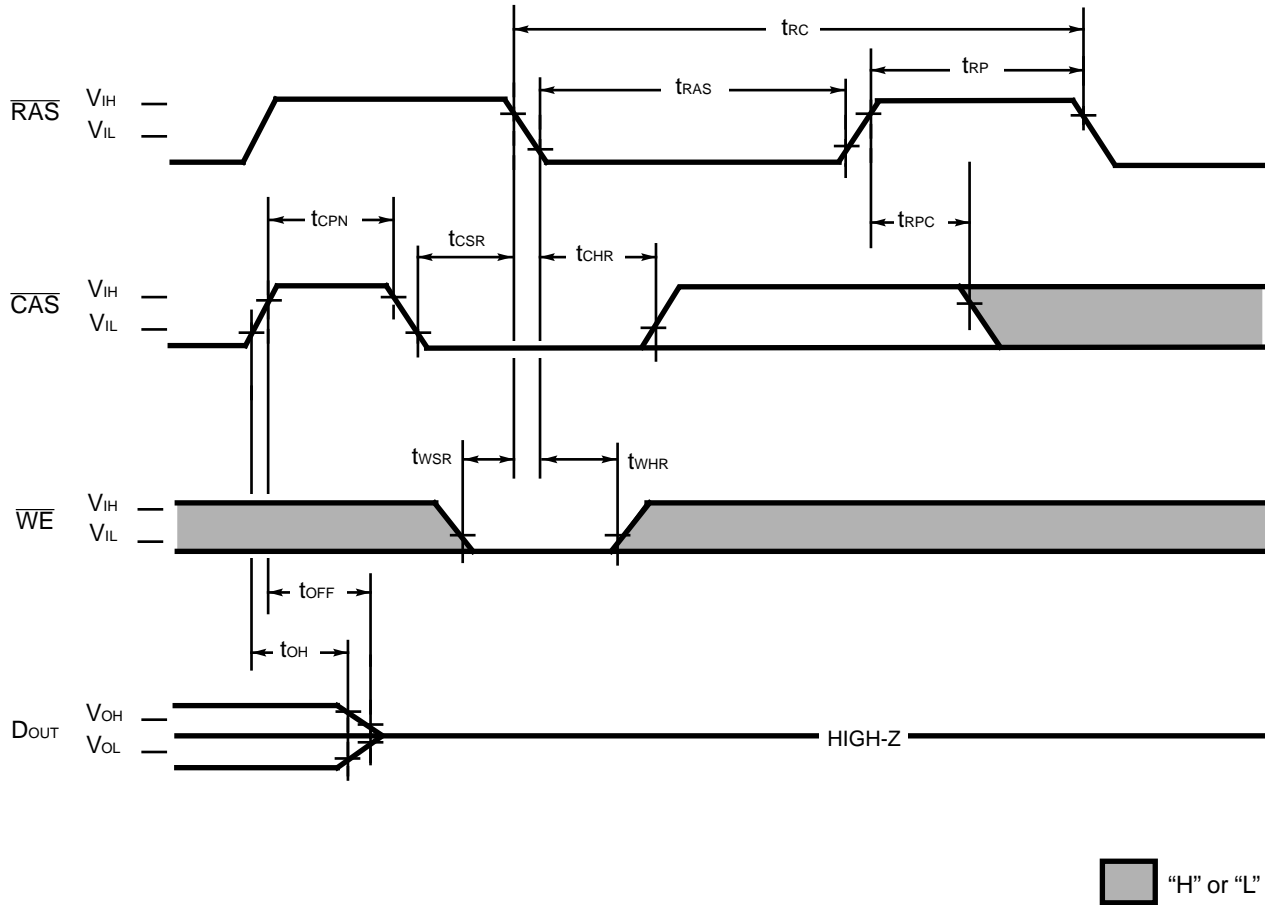 tRC
tRP
tRAS
RAS
VIH
VIL
tCPN
tCSR
tCHR
tRPC
CAS
VIH
VIL
tWSR
tWHR
WE
VIH
VIL
tOFF
tOH
DOUT
VOH
VOL
HIGH-Z
“H” or “L”